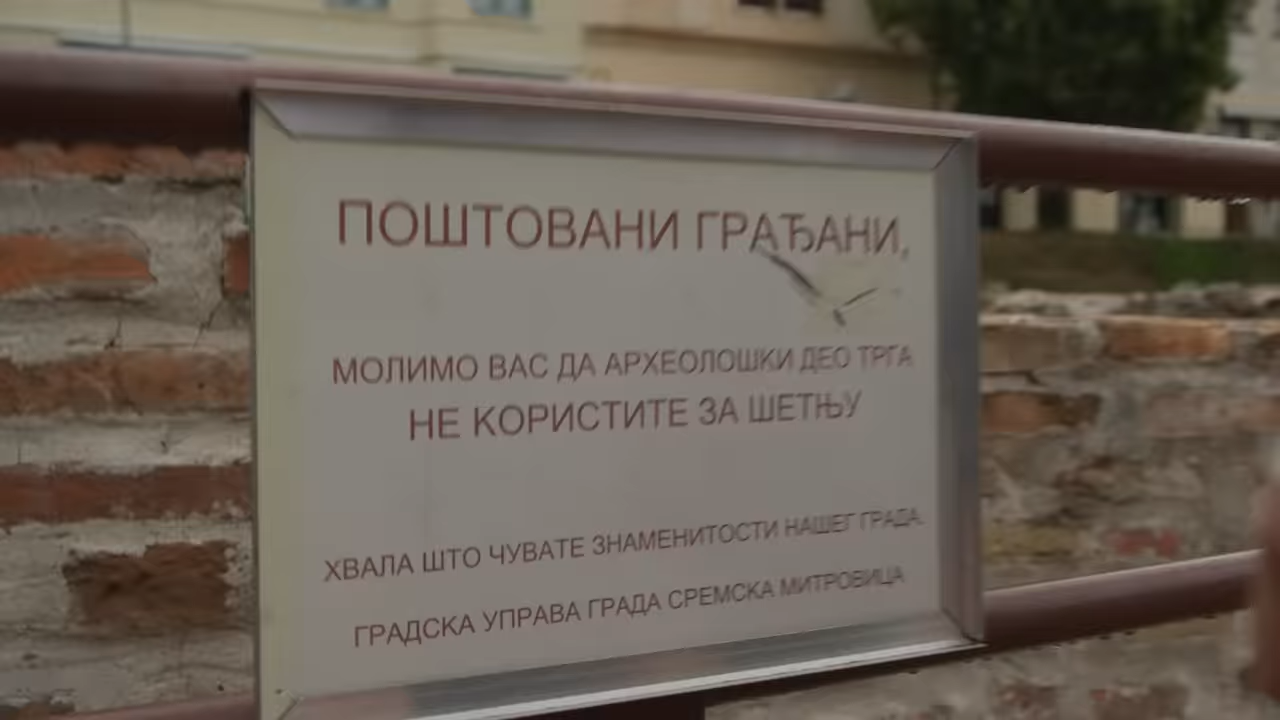 ПОШТОВАНИ ГРАЂАНИ,
МОЛИМО ВАС ДА АРХЕОЛОШКИ ДЕО ТРГА
НЕ КОРИСТИТЕ ЗА ШЕТЊУ
ХВАЛА ШТО ЧУВАТЕ ЗНАМЕНИТОСТИ НАШЕГ ГРАДА.
ГРАДСКА УПРАВА ГРАДА СРЕМСКА МИТРОВИЦА